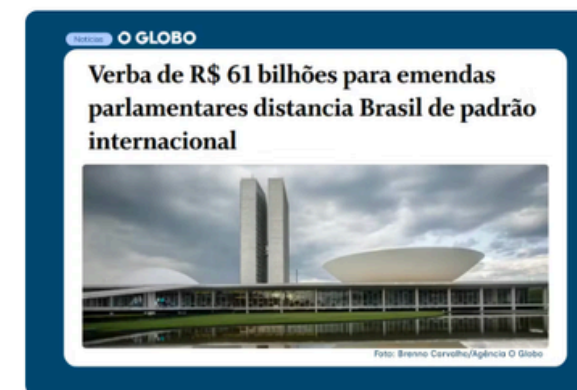 Notícias O GLOBO
Verba de R$ 61 bilhões para emendas
parlamentares distancia Brasil de padrão
internacional
Foto: Brenno Carvalho/Agência O Globo